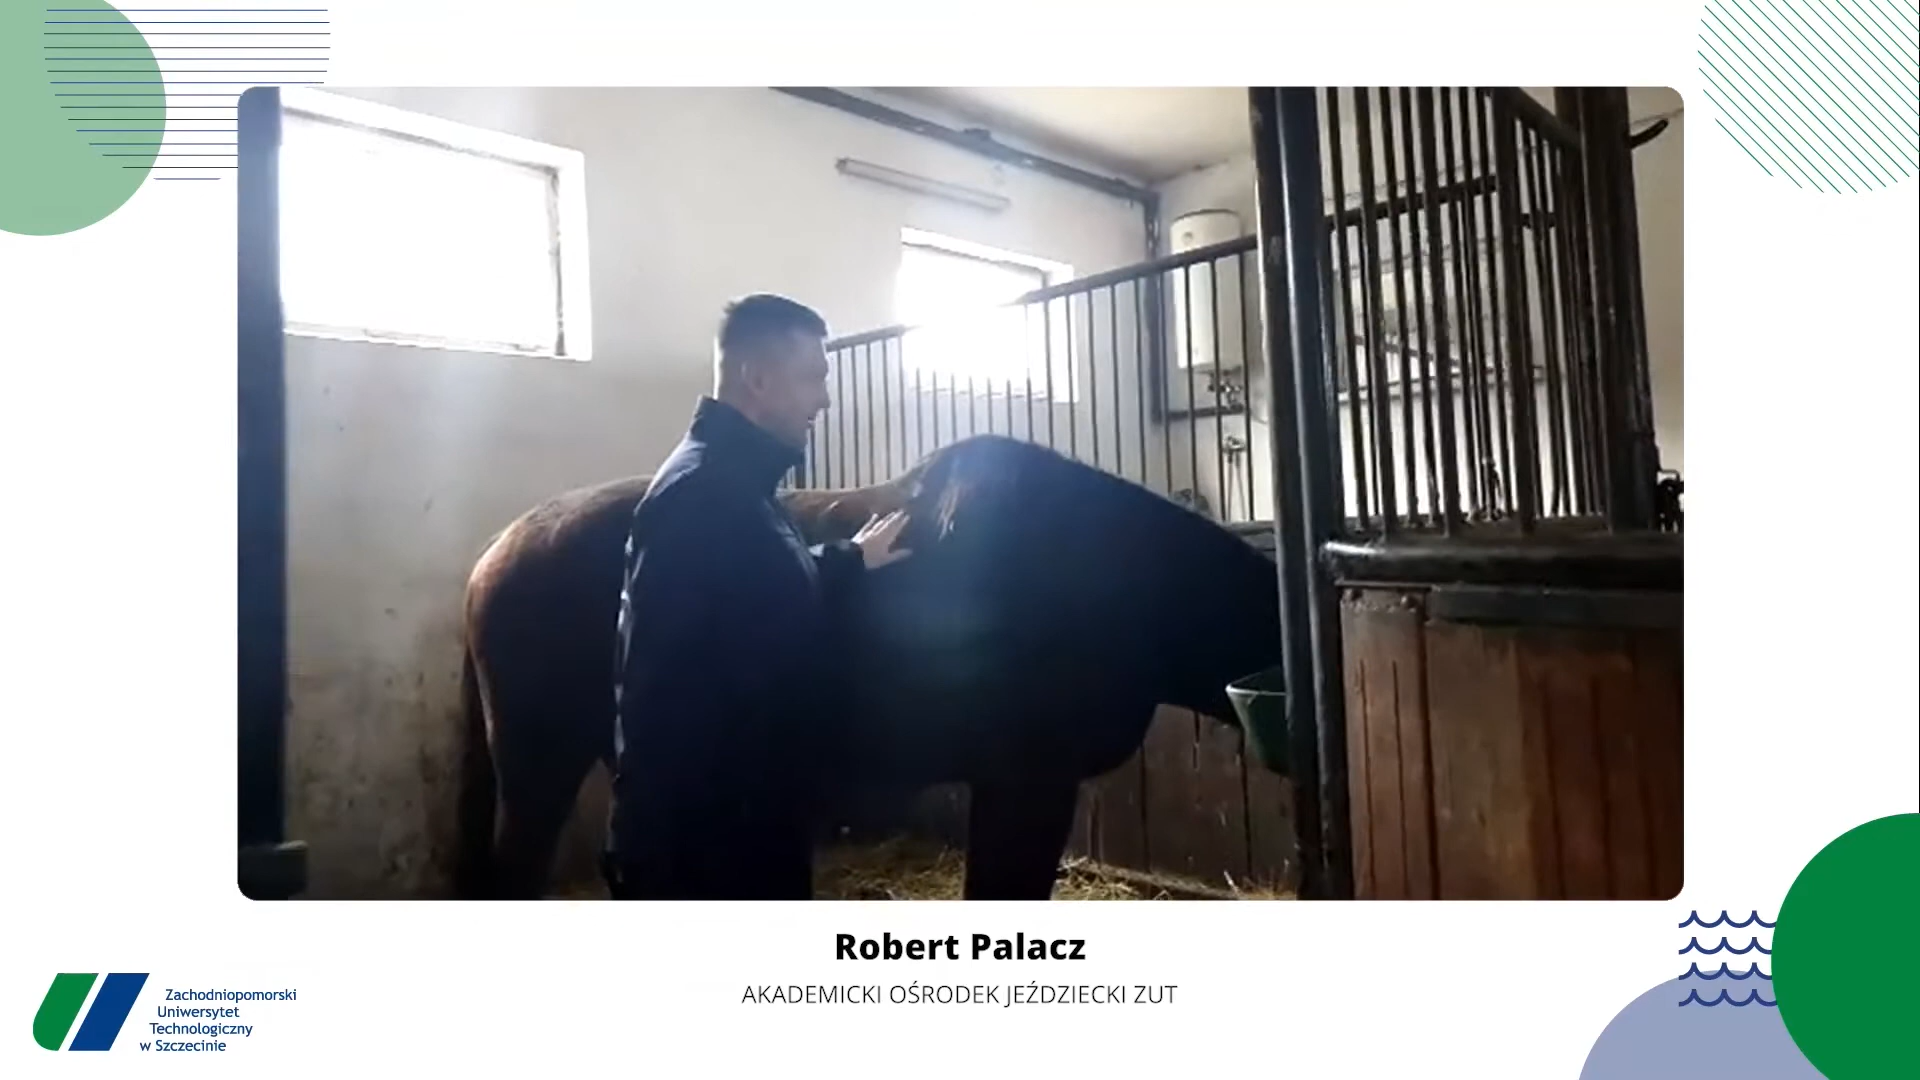 Robert Palacz
AKADEMICKI OŚRODEK JEŹDZIECKI ZUT
Zachodniopomorski
Uniwersytet
Technologiczny
w Szczecinie